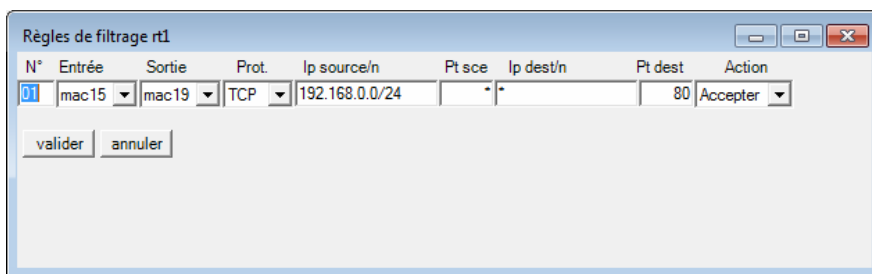 Règles de filtrage rt1
N° Entrée Sortie Prot. Ip source/n Pt sce Ip dest/n Pt dest Action
01 mac15 mac19 TCP 192.168.0.0/24 * * 80 Accepter
valider annuler